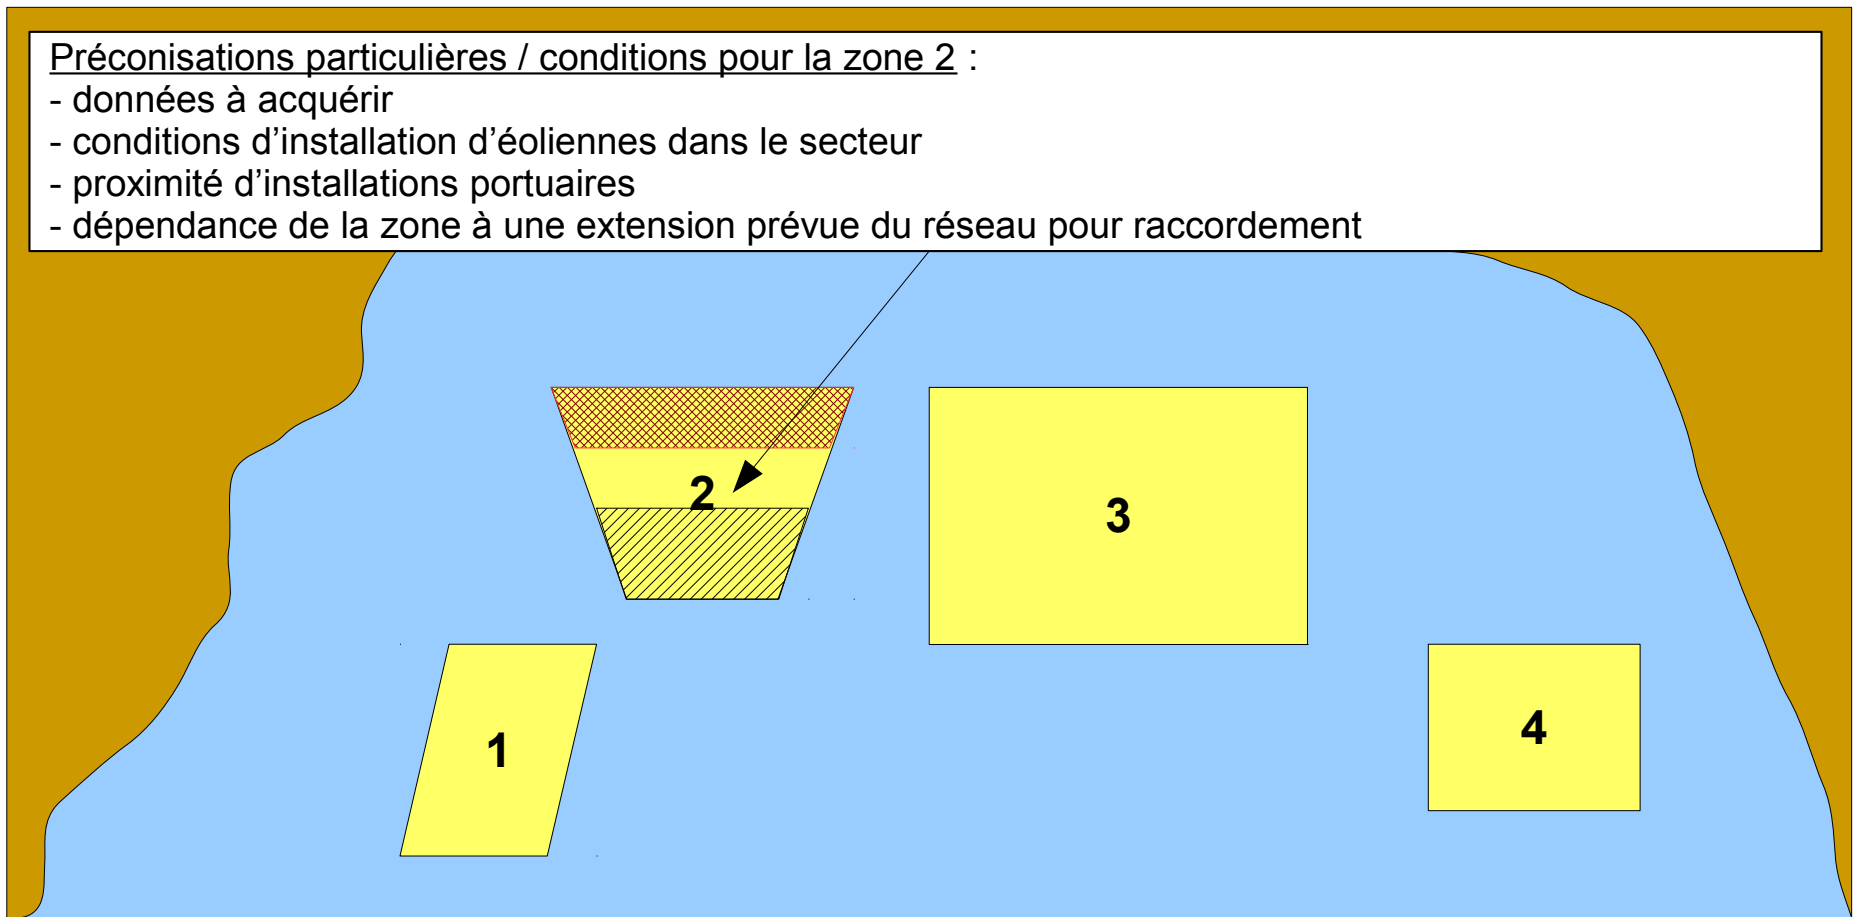 Préconisations particulières / conditions pour la zone 2 :
- données à acquérir
- conditions d’installation d’éoliennes dans le secteur
- proximité d’installations portuaires
- dépendance de la zone à une extension prévue du réseau pour raccordement
2
3
1
4